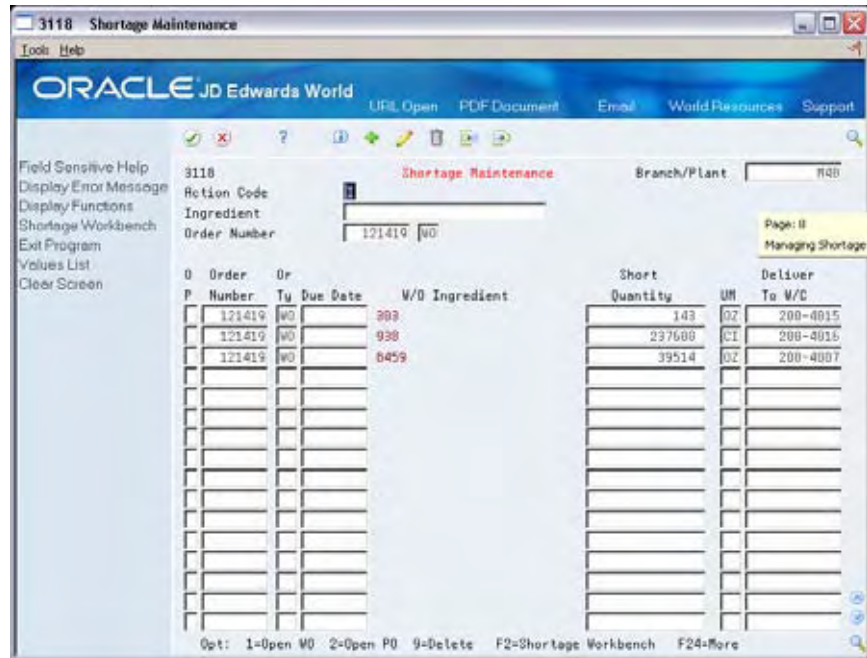 3118 Shortage Maintenance
Tools Help
ORACLE JD Edwards World
URL Open PDF Document Email World Resources Support
Field Sensitive Help
Display Error Message
Display Functions
Shortage Workbench
Exit Program
Values List
Clear Screen
3118 Shortage Maintenance Branch/Plant M40
Action Code I
Ingredient
Order Number 121419 WO
Page: 8
Managing Shortage
O Order Or Short Deliver
P Number Ty Due Date W/O Ingredient Quantity UM To W/C
121419 WO 303 143 OZ 200-4015
121419 WO 938 237600 CI 200-4016
121419 WO 6459 39514 OZ 200-4007
Opt: 1=Open WO 2=Open PO 9=Delete F2=Shortage Workbench F24=More